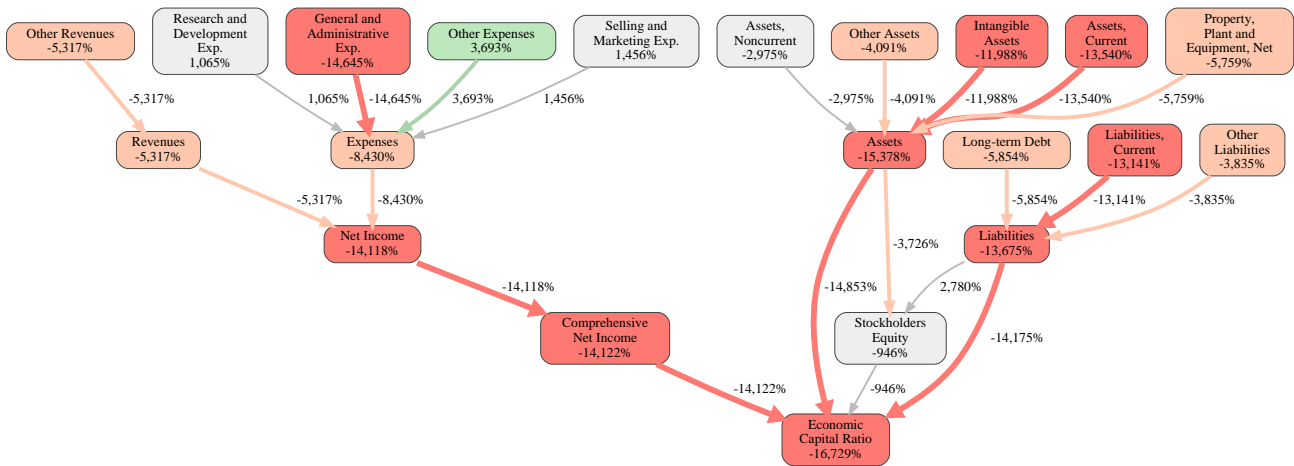 Other Revenues
-5,317%
Research and
Development
Exp.
1,065%
General and
Administrative
Exp.
-14,645%
Other Expenses
3,693%
Selling and
Marketing Exp.
1,456%
Assets,
Noncurrent
-2,975%
Other Assets
-4,091%
Intangible
Assets
-11,988%
Assets,
Current
-13,540%
Property,
Plant and
Equipment, Net
-5,759%
-5,317%
1,065%
-14,645%
3,693%
1,456%
-2,975%
-4,091%
-11,988%
-13,540%
-5,759%
Revenues
-5,317%
Expenses
-8,430%
Assets
-15,378%
Long-term Debt
-5,854%
Liabilities,
Current
-13,141%
Other
Liabilities
-3,835%
-5,317%
-8,430%
-5,854%
-13,141%
-3,835%
Net Income
-14,118%
-3,726%
Liabilities
-13,675%
-14,118%
-14,853%
2,780%
Comprehensive
Net Income
-14,122%
Stockholders
Equity
-946%
-14,175%
-14,122%
-946%
Economic
Capital Ratio
-16,729%